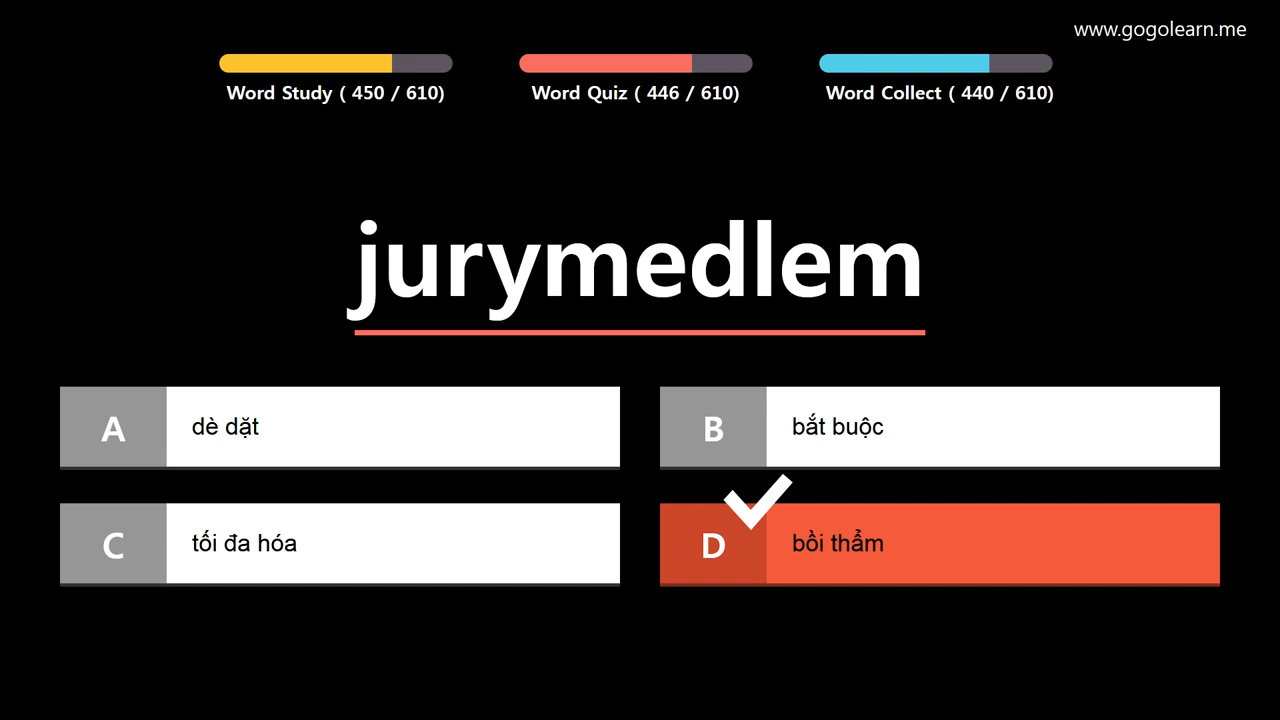 www.gogolearn.me
Word Study ( 450 / 610)
Word Quiz ( 446 / 610)
Word Collect ( 440 / 610)
jurymedlem
A dè dặt
B bắt buộc
C tối đa hóa
D bồi thẩm